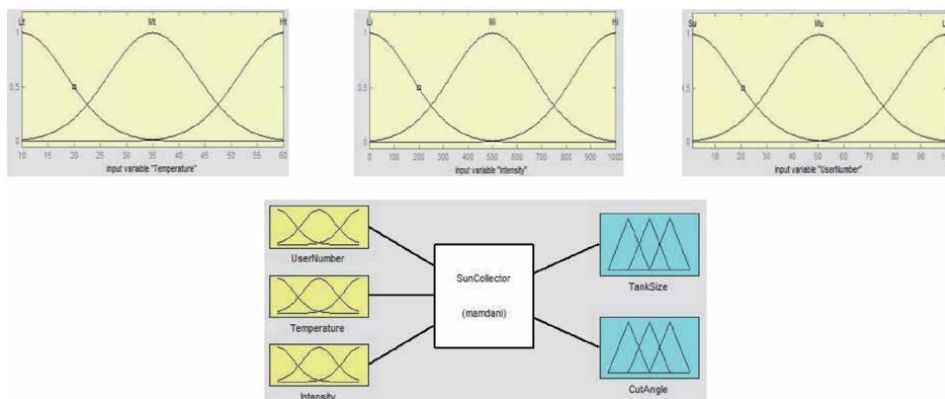 Lt Mt Ht
1
0.5
0
10 15 20 25 30 35 40 45 50 55 60
input variable "Temperature"
Li Mi Hi
1
0.5
0
0 100 200 300 400 500 600 700 800 900 1000
input variable "Intensity"
Su Mu L
1
0.5
0
10 20 30 40 50 60 70 80 90
input variable "UserNumber"
UserNumber
Temperature
Intensity
SunCollector
(mamdani)
TankSize
CutAngle